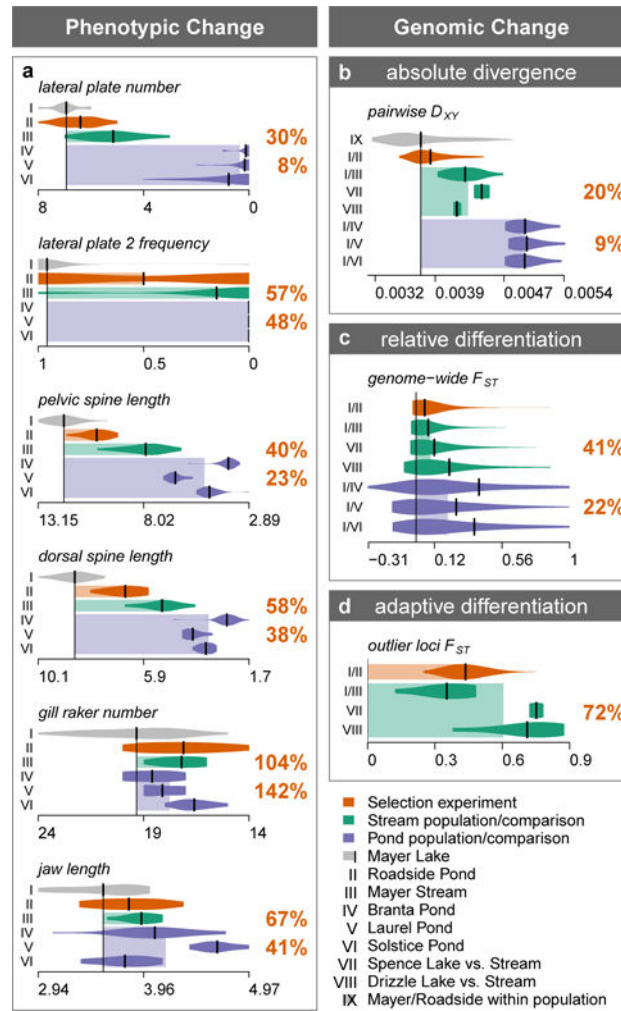 Phenotypic Change
a
lateral plate number
I
II
III
IV
V
VI
30%
8%
8 4 0
lateral plate 2 frequency
I
II
III
IV
V
VI
57%
48%
1 0.5 0
pelvic spine length
I
II
III
IV
V
VI
40%
23%
13.15 8.02 2.89
dorsal spine length
I
II
III
IV
V
VI
58%
38%
10.1 5.9 1.7
gill raker number
I
II
III
IV
V
VI
104%
142%
24 19 14
jaw length
I
II
III
IV
V
VI
67%
41%
2.94 3.96 4.97
Genomic Change
b absolute divergence
pairwise DXY
IX
I/II
I/III
VII
VIII
I/IV
I/V
I/VI
20%
9%
0.0032 0.0039 0.0047 0.0054
c relative differentiation
genome−wide FST
I/II
I/III
VII
VIII
I/IV
I/V
I/VI
41%
22%
−0.31 0.12 0.56 1
d adaptive differentiation
outlier loci FST
I/II
I/III
VII
VIII
72%
0 0.3 0.6 0.9
Selection experiment
Stream population/comparison
Pond population/comparison
I Mayer Lake
II Roadside Pond
III Mayer Stream
IV Branta Pond
V Laurel Pond
VI Solstice Pond
VII Spence Lake vs. Stream
VIII Drizzle Lake vs. Stream
IX Mayer/Roadside within population